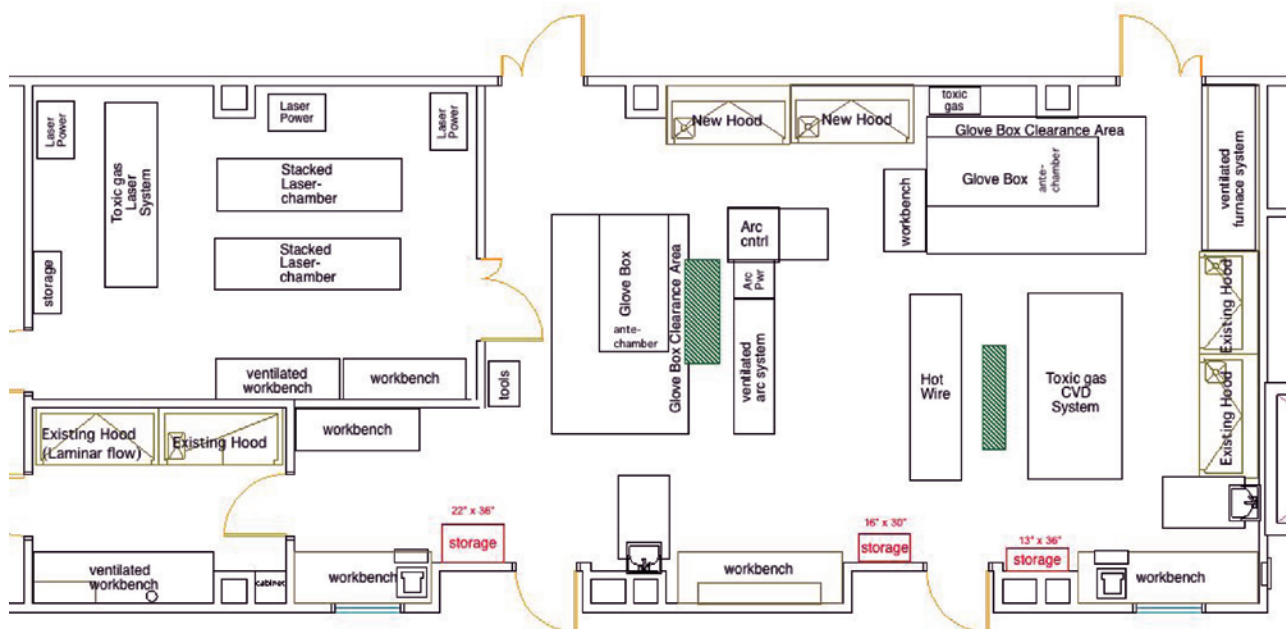 Laser
Power
Laser
Power
Laser
Power
Toxic gas
Laser
System
Stacked
Laser-
chamber
Stacked
Laser-
chamber
storage
ventilated
workbench
workbench
tools
New Hood
New Hood
toxic
gas
Glove Box Clearance Area
Glove Box
ante-
chamber
workbench
ventilated
furnace system
Arc
cntrl
Arc
Pwr
ventilated
arc system
Glove Box
ante-
chamber
Glove Box Clearance Area
Hot
Wire
Toxic gas
CVD
System
Existing Hood
Existing Hood
Existing Hood
(Laminar flow)
Existing Hood
workbench
22" x 36"
storage
16" x 30"
storage
13" x 36"
storage
ventilated
workbench
cabinet
workbench
workbench
workbench